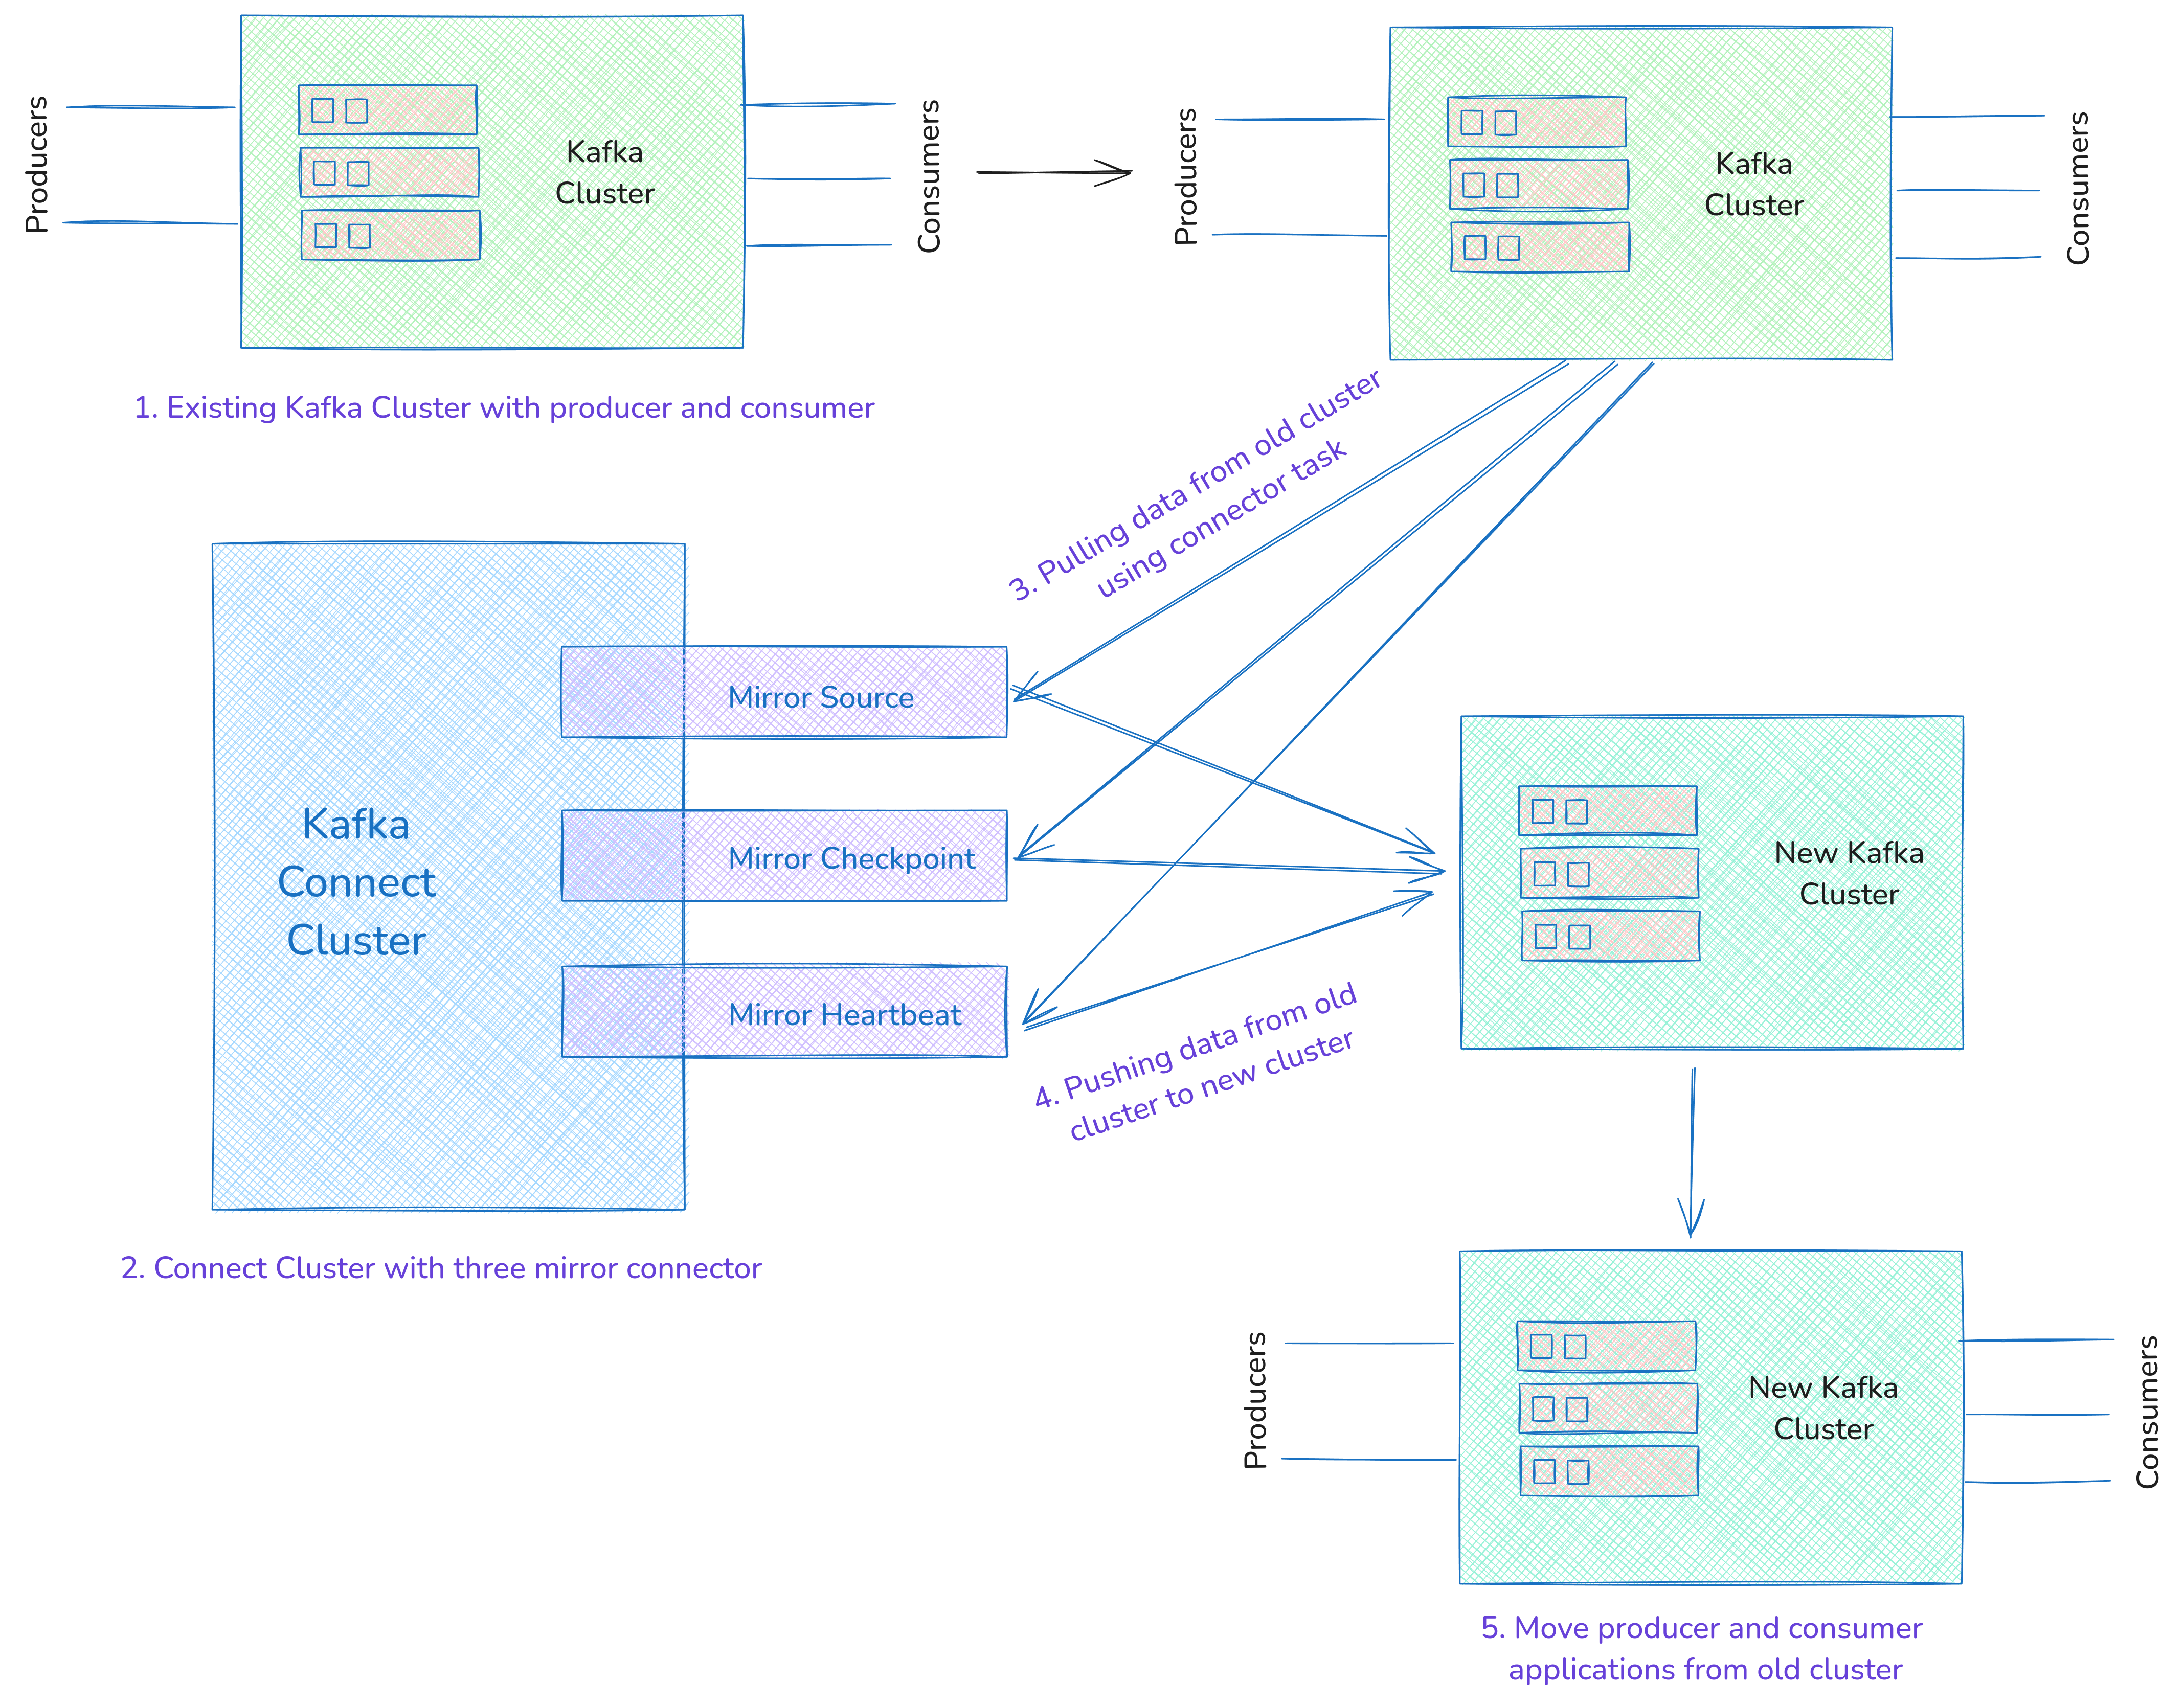 Producers
Kafka
Cluster
Consumers
1. Existing Kafka Cluster with producer and consumer
Producers
Kafka
Cluster
Consumers
3. Pulling data from old cluster
using connector task
Kafka
Connect
Cluster
Mirror Source
Mirror Checkpoint
Mirror Heartbeat
2. Connect Cluster with three mirror connector
4. Pushing data from old
cluster to new cluster
New Kafka
Cluster
Producers
New Kafka
Cluster
Consumers
5. Move producer and consumer
applications from old cluster